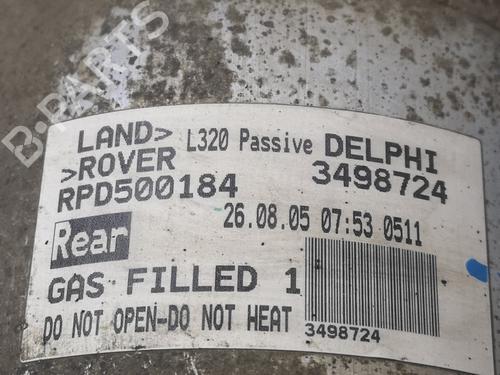 B-PARTS
LAND> L320 Passive DELPHI
>ROVER 3498724
RPD500184
26.08.05 07:53 0511
Rear
GAS FILLED 1
DO NOT OPEN-DO NOT HEAT 3498724